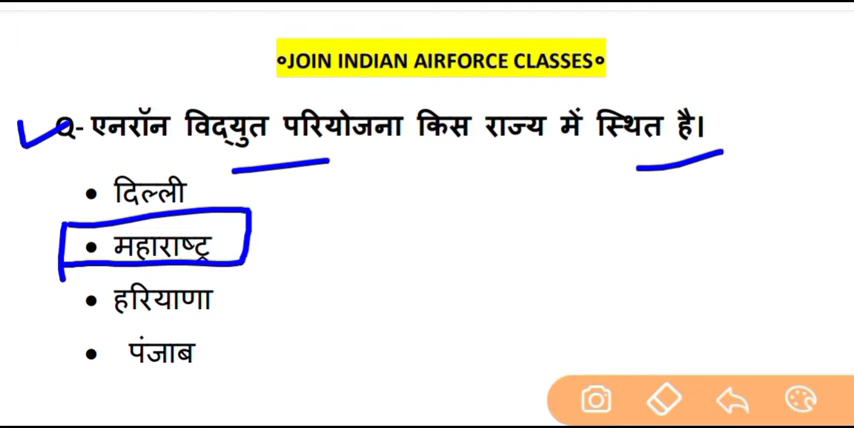 ⚬JOIN INDIAN AIRFORCE CLASSES⚬
Q- एनरॉन विद्‌युत परियोजना किस राज्य में स्थित है।
• दिल्ली
• महाराष्ट्र
• हरियाणा
• पंजाब